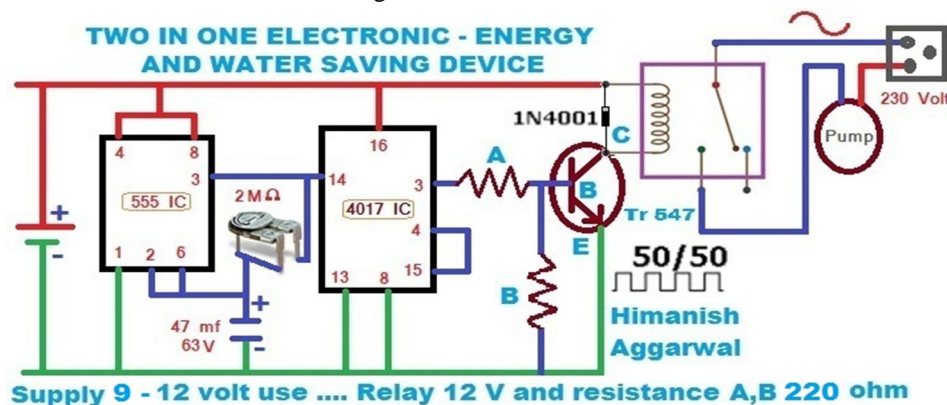 TWO IN ONE ELECTRONIC - ENERGY
AND WATER SAVING DEVICE
230 Volt
Pump
1N4001
C
4
8
3
555 IC
1
2
6
2MΩ
16
14
4017 IC
3
4
15
13
8
A
B
B
E
Tr 547
+
-
+
-
47 mf
63V
50/50
Himanish
Aggarwal
Supply 9 - 12 volt use .... Relay 12 V and resistance A,B 220 ohm